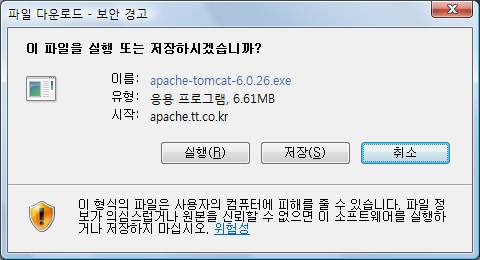 파일 다운로드 - 보안 경고
이 파일을 실행 또는 저장하시겠습니까?
이름: apache-tomcat-6.0.26.exe
유형: 응용 프로그램, 6.61MB
시작: apache.tt.co.kr
실행(R) 저장(S) 취소
이 형식의 파일은 사용자의 컴퓨터에 피해를 줄 수 있습니다. 파일 정
보가 의심스럽거나 원본을 신뢰할 수 없으면 이 소프트웨어를 실행하
거나 저장하지 마십시오. 위험성